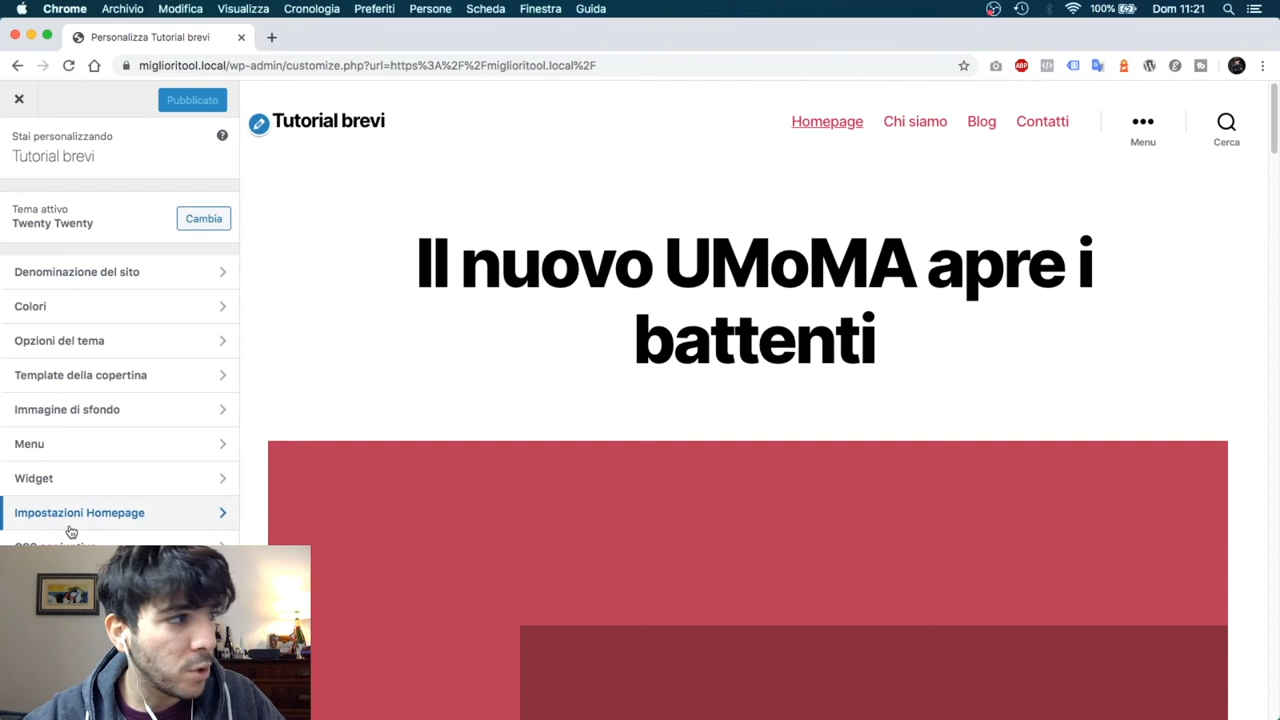 Chrome Archivio Modifica Visualizza Cronologia Preferiti Persone Scheda Finestra Guida 100% Dom 11:21
Personalizza Tutorial brevi
miglioritool.local/wp-admin/customize.php?url=https%3A%2F%2Fmiglioritool.local%2F
ABP
Pubblicato
Stai personalizzando
Tutorial brevi
Tema attivo
Twenty Twenty
Cambia
Denominazione del sito
Colori
Opzioni del tema
Template della copertina
Immagine di sfondo
Menu
Widget
Impostazioni Homepage
Tutorial brevi
Homepage Chi siamo Blog Contatti
Menu
Cerca
Il nuovo UMoMA apre i
battenti